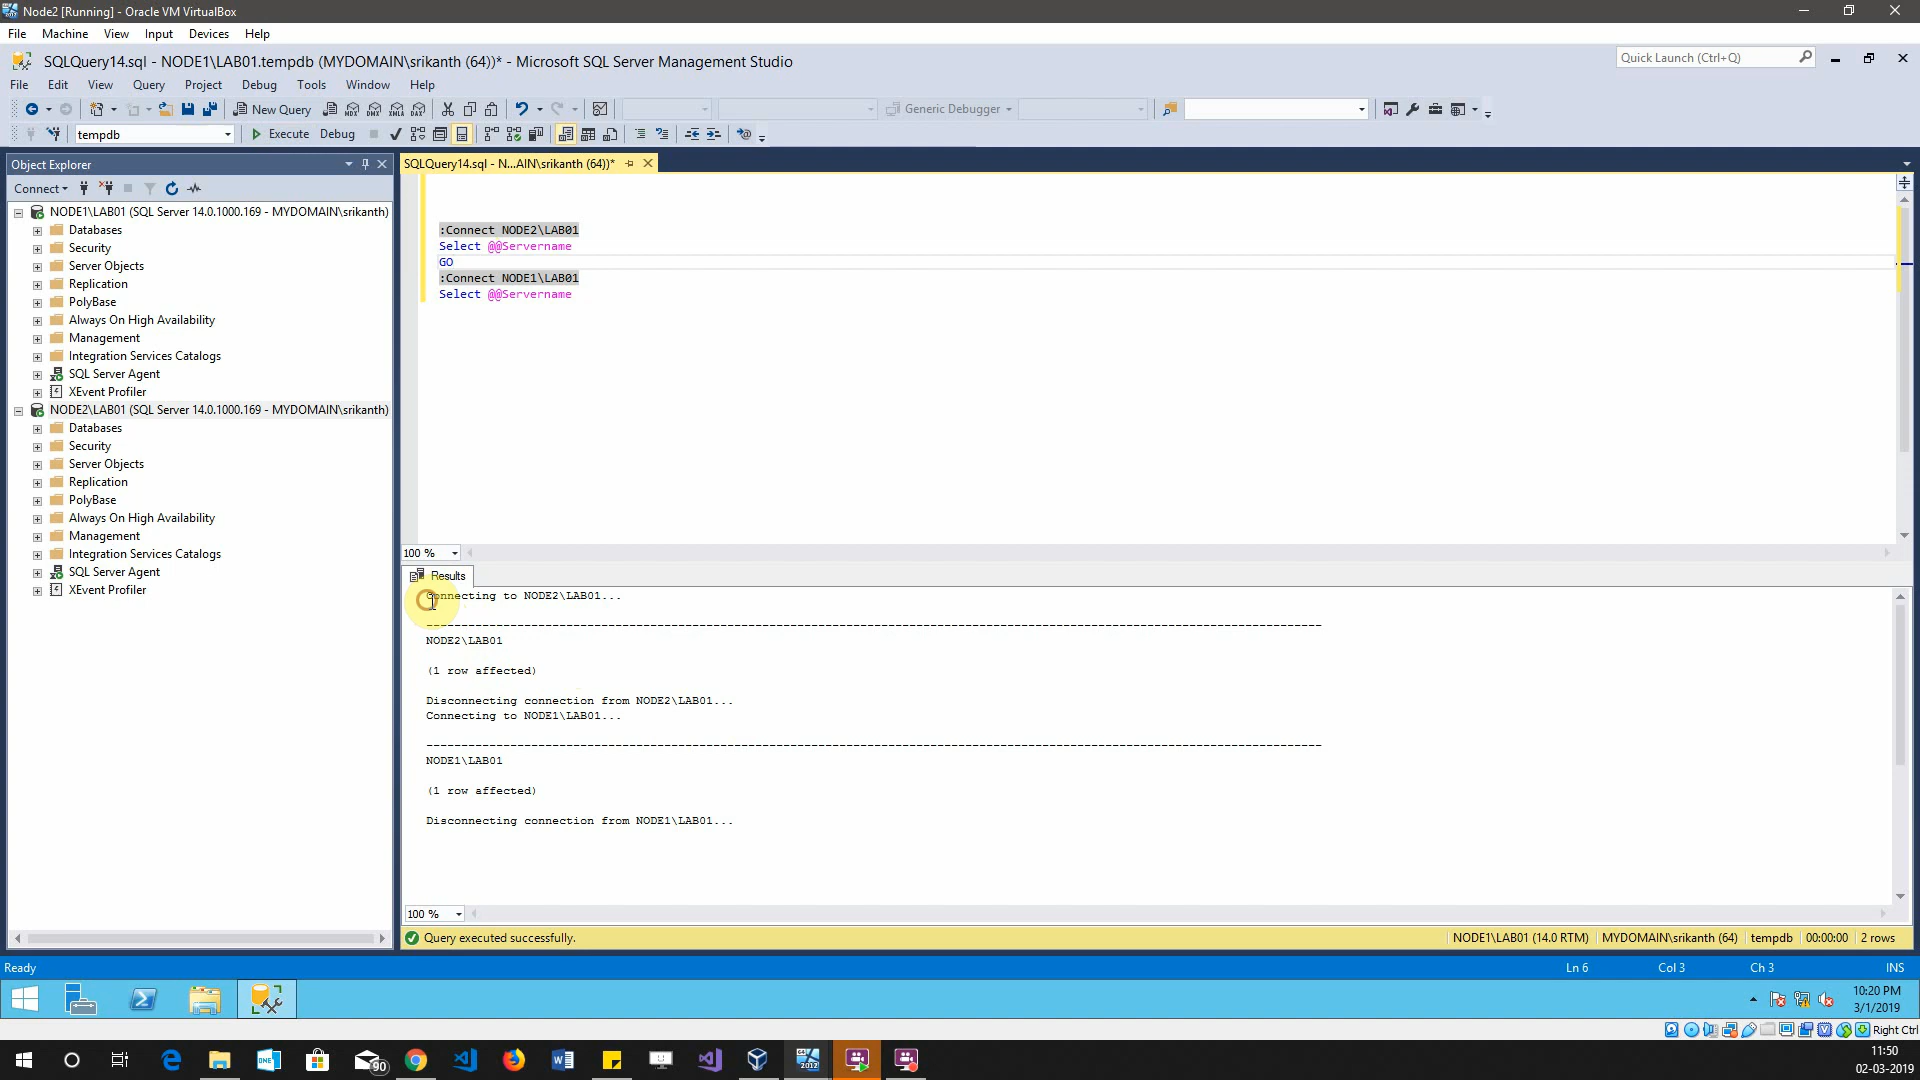 Node2 [Running] - Oracle VM VirtualBox
File Machine View Input Devices Help
SQLQuery14.sql - NODE1\LAB01.tempdb (MYDOMAIN\srikanth (64))* - Microsoft SQL Server Management Studio
Quick Launch (Ctrl+Q)
File Edit View Query Project Debug Tools Window Help
New Query
Generic Debugger
tempdb
Execute Debug
Object Explorer
SQLQuery14.sql - N...AIN\srikanth (64))*
Connect
NODE1\LAB01 (SQL Server 14.0.1000.169 - MYDOMAIN\srikanth)
Databases
Security
Server Objects
Replication
PolyBase
Always On High Availability
Management
Integration Services Catalogs
SQL Server Agent
XEvent Profiler
NODE2\LAB01 (SQL Server 14.0.1000.169 - MYDOMAIN\srikanth)
Databases
Security
Server Objects
Replication
PolyBase
Always On High Availability
Management
Integration Services Catalogs
SQL Server Agent
XEvent Profiler
:Connect NODE2\LAB01
Select @@Servername
GO
:Connect NODE1\LAB01
Select @@Servername
100 %
Results
Connecting to NODE2\LAB01...
NODE2\LAB01
(1 row affected)
Disconnecting connection from NODE2\LAB01...
Connecting to NODE1\LAB01...
NODE1\LAB01
(1 row affected)
Disconnecting connection from NODE1\LAB01...
100 %
Query executed successfully.
NODE1\LAB01 (14.0 RTM) MYDOMAIN\srikanth (64) tempdb 00:00:00 2 rows
Ready
Ln 6 Col 3 Ch 3 INS
10:20 PM
3/1/2019
Right Ctrl
90
2012
11:50
02-03-2019